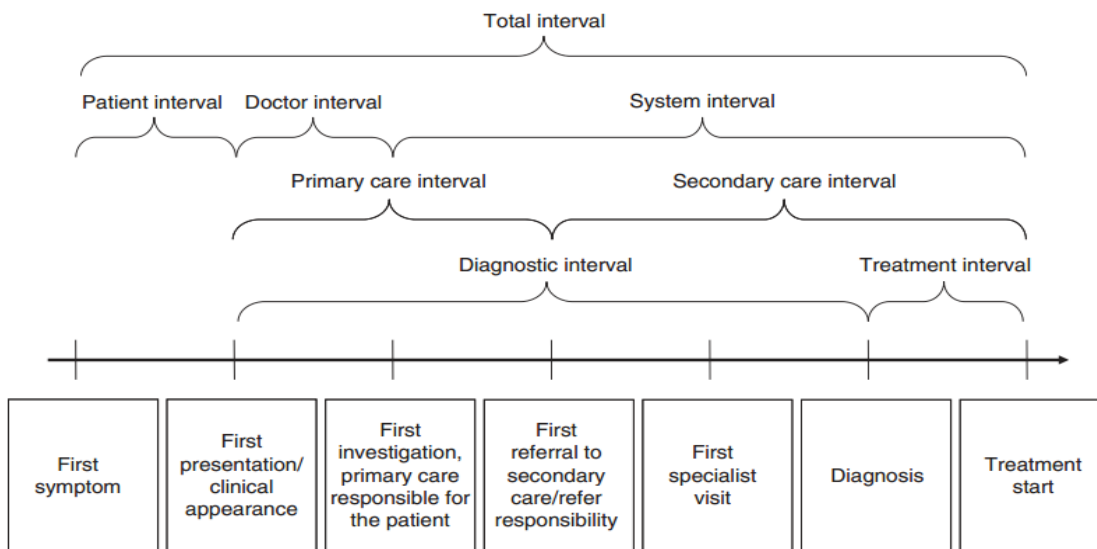 Total interval
Patient interval Doctor interval System interval
Primary care interval Secondary care interval
Diagnostic interval Treatment interval
First
symptom
First
presentation/
clinical
appearance
First
investigation,
primary care
responsible for
the patient
First
referral to
secondary
care/refer
responsibility
First
specialist
visit
Diagnosis
Treatment
start